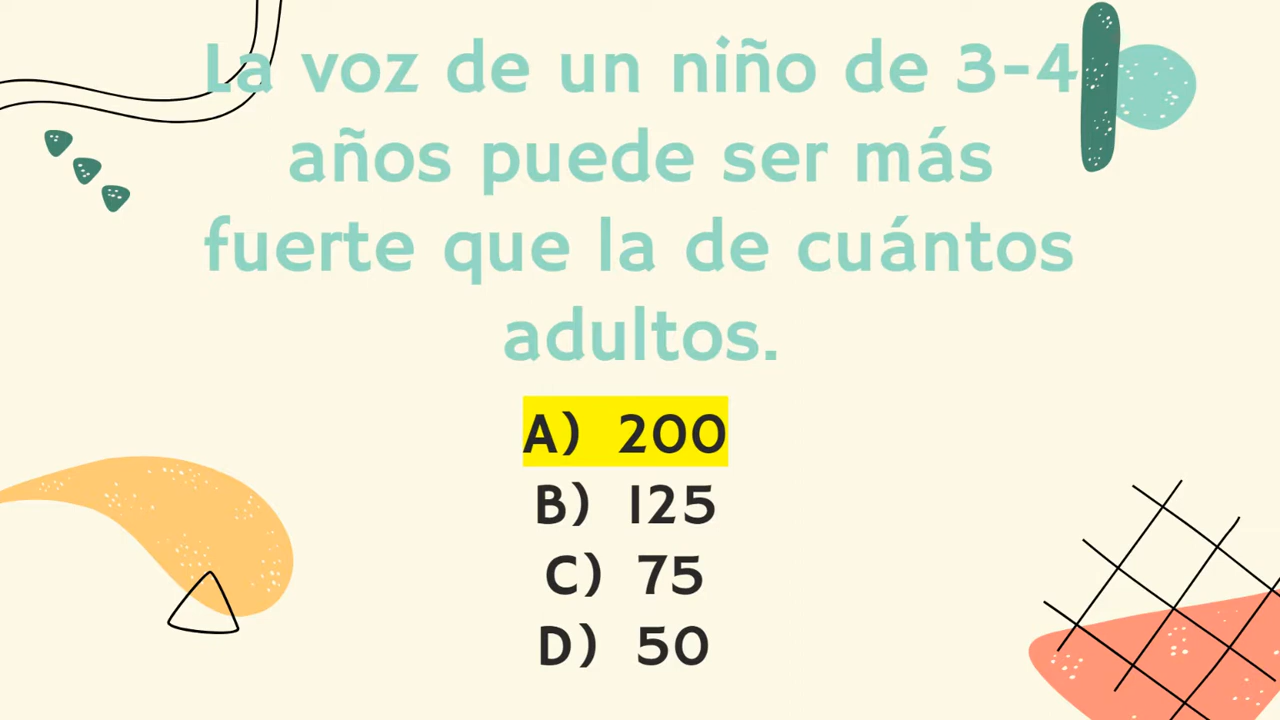 La voz de un niño de 3-4
años puede ser más
fuerte que la de cuántos
adultos.
A) 200
B) 125
C) 75
D) 50